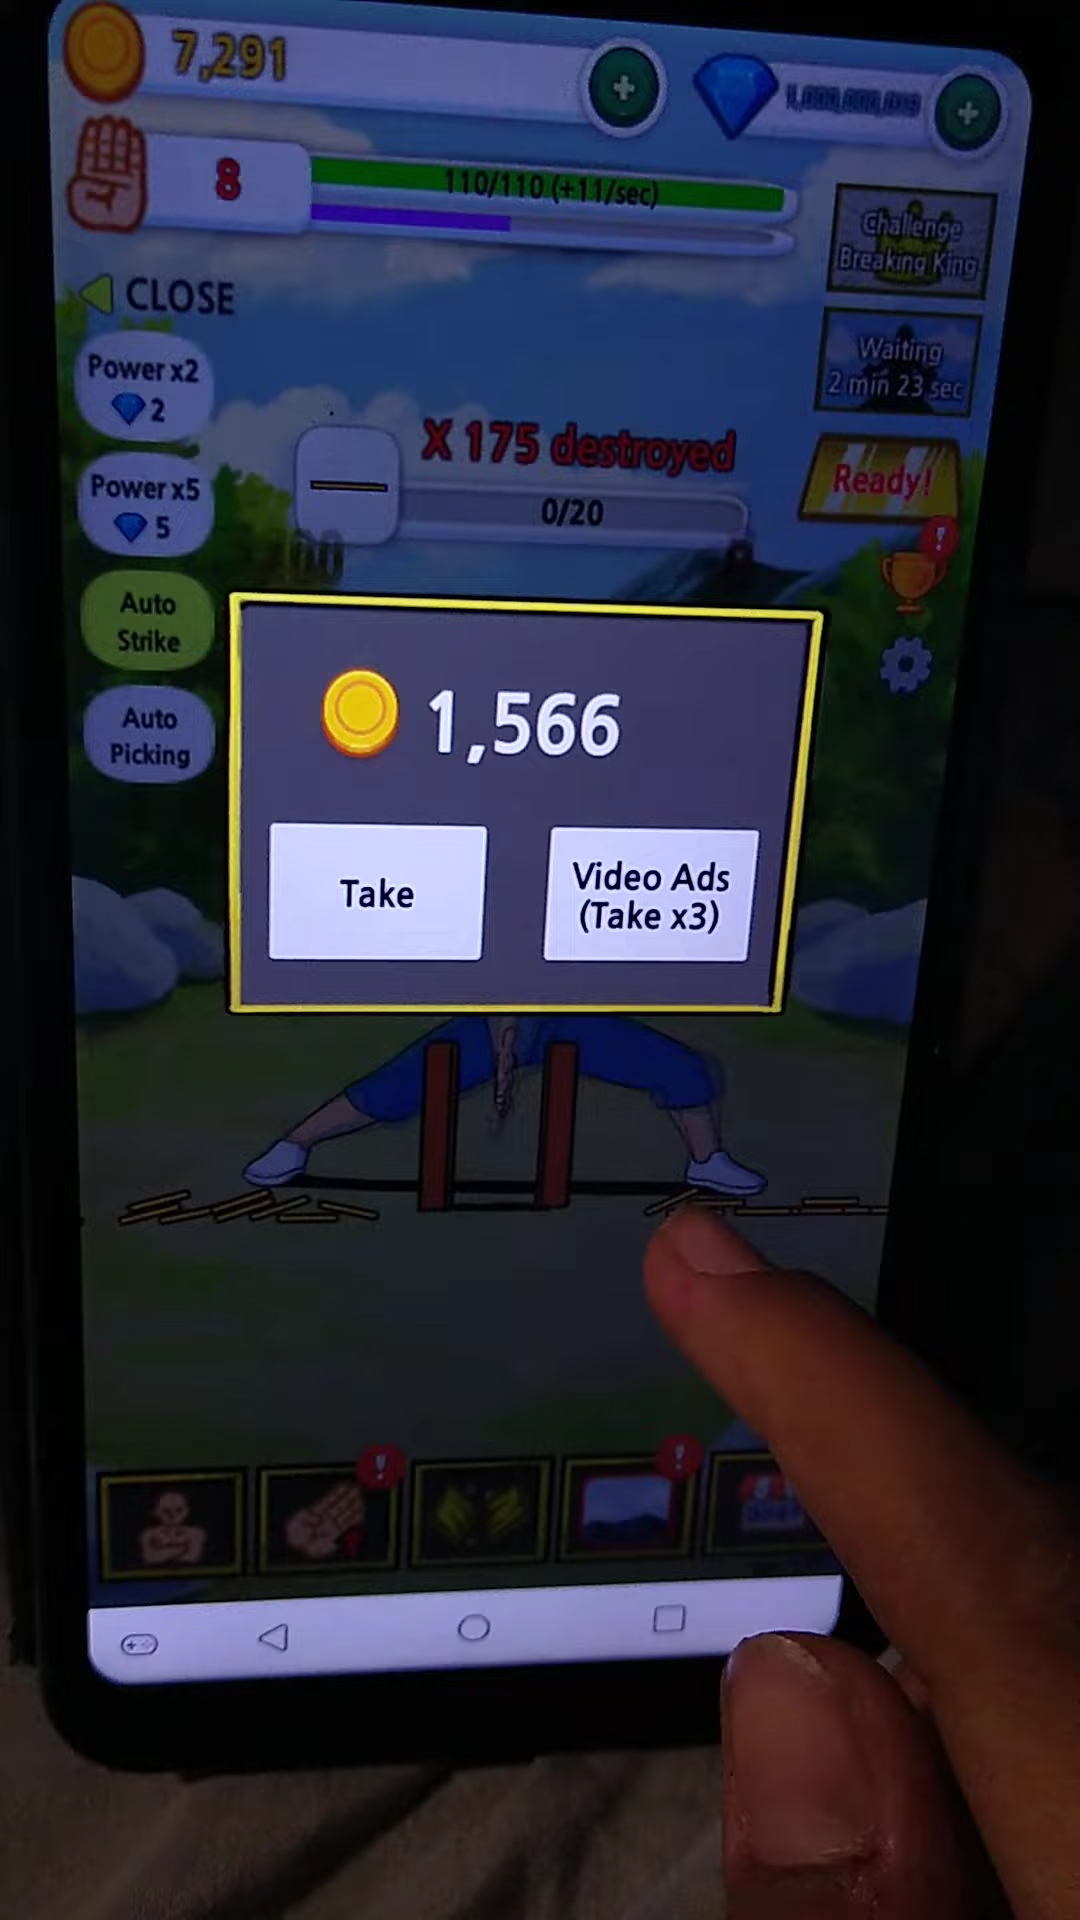 7,291
8
110/110 (+11/sec)
Challenge
Breaking King
CLOSE
Waiting
2 min 23 sec
Power x2
2
X 175 destroyed
0/20
Ready!
!
Power x5
5
Auto
Strike
Auto
Picking
1,566
Take
Video Ads
(Take x3)
!
!